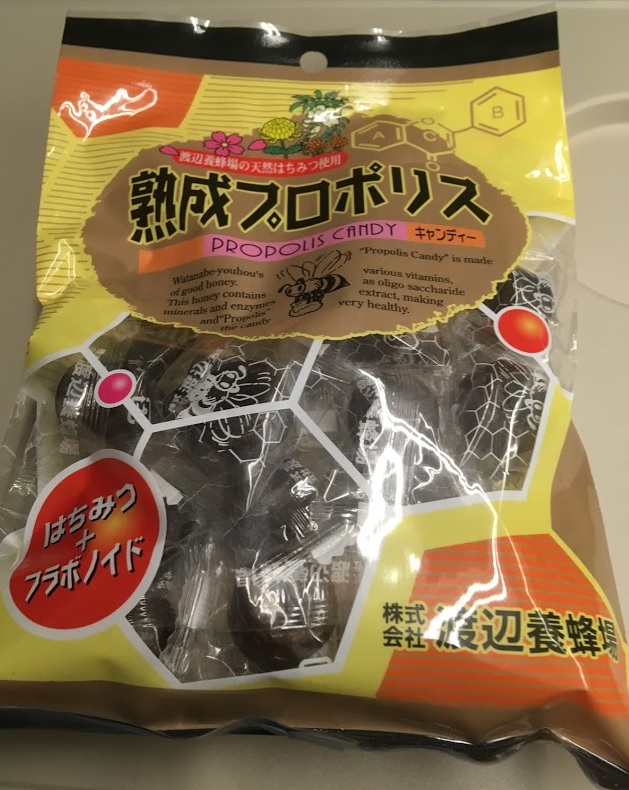 B
A
C
渡辺養蜂場の天然はちみつ使用
熟成プロポリス
PROPOLIS CANDY キャンディー
"Propolis Candy" is made
Watanabe-youhou's
of good honey.
This honey contains
minerals and enzymes
and "Propolis"
the candy
various vitamins,
as oligo saccharide
extract, making
very healthy.
はちみつ
+
フラボノイド
株式
会社
渡辺養蜂場